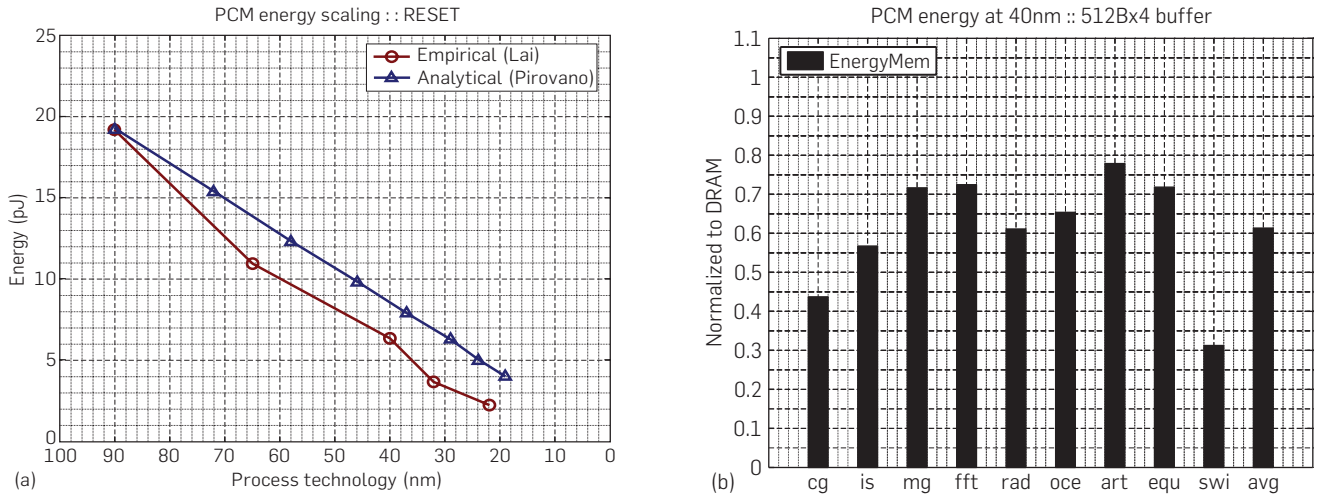 PCM energy scaling : : RESET
25
20
15
10
5
0
Energy (pJ)
Empirical (Lai)
Analytical (Pirovano)
100 90 80 70 60 50 40 30 20 10 0
Process technology (nm)
(a)
PCM energy at 40nm :: 512Bx4 buffer
1.1
1
0.9
0.8
0.7
0.6
0.5
0.4
0.3
0.2
0.1
0
Normalized to DRAM
EnergyMem
cg is mg fft rad oce art equ swi avg
(b)